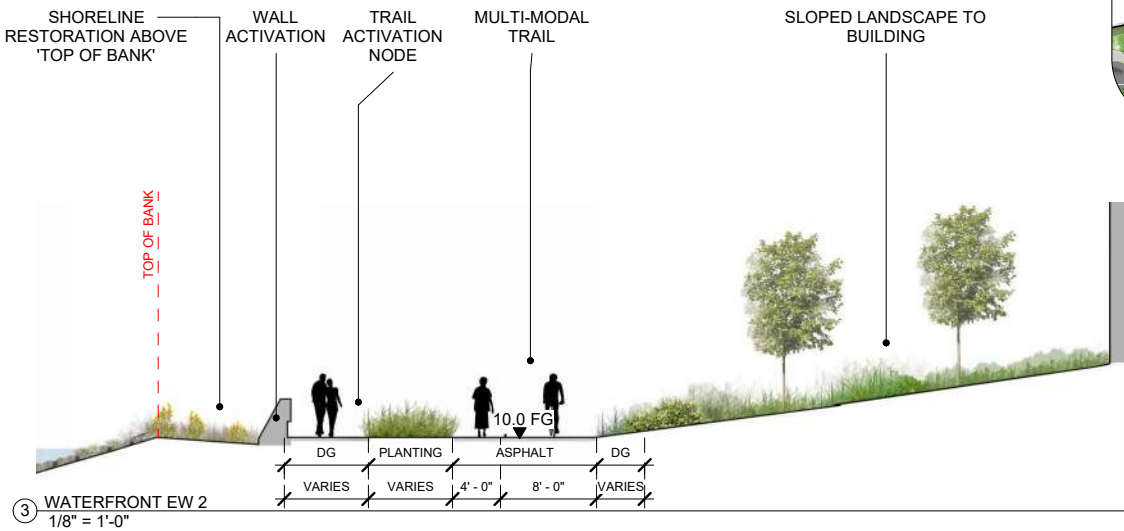 SHORELINE
RESTORATION ABOVE
'TOP OF BANK'
WALL
ACTIVATION
TRAIL
ACTIVATION
NODE
MULTI-MODAL
TRAIL
SLOPED LANDSCAPE TO
BUILDING
TOP OF BANK
10.0 FG
DG
PLANTING
ASPHALT
DG
VARIES
VARIES
4' - 0"
8' - 0"
VARIES
3
WATERFRONT EW 2
1/8" = 1'-0"